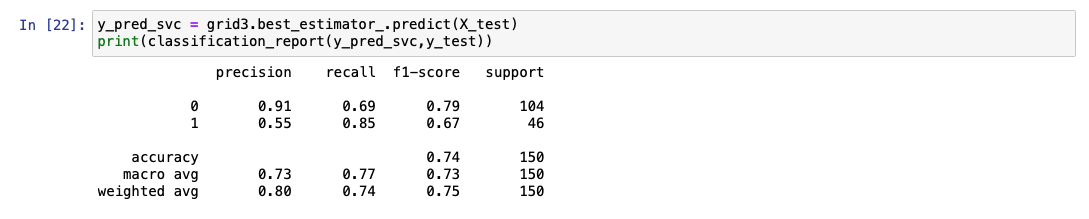 In [22]: y_pred_svc = grid3.best_estimator_.predict(X_test)
print(classification_report(y_pred_svc,y_test))
precision recall f1-score support
0 0.91 0.69 0.79 104
1 0.55 0.85 0.67 46
accuracy 0.74 150
macro avg 0.73 0.77 0.73 150
weighted avg 0.80 0.74 0.75 150